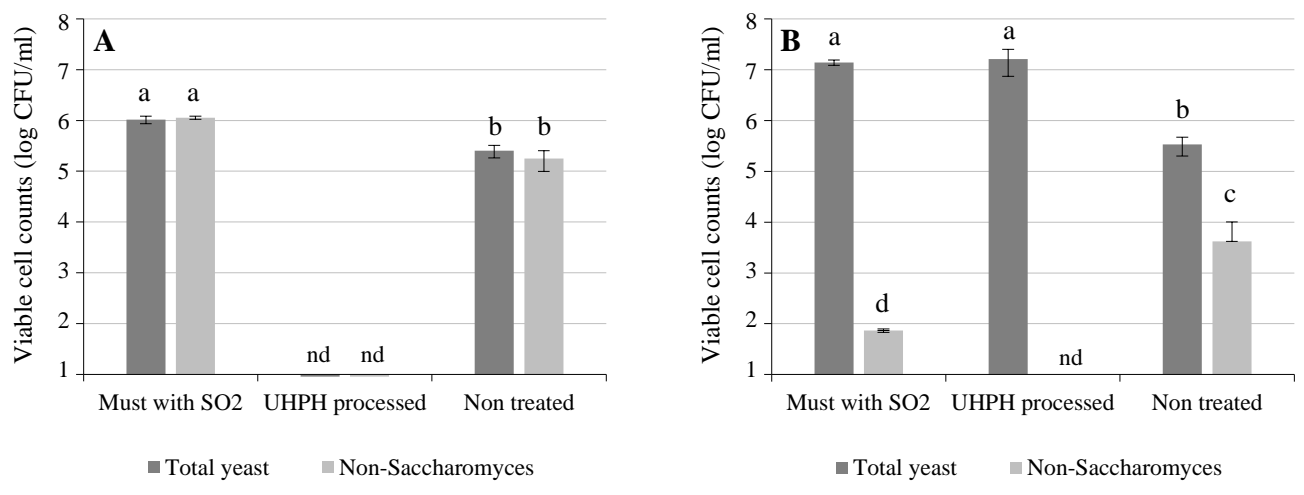 A
Viable cell counts (log CFU/ml)
8
7
6
5
4
3
2
1
a a
nd nd
b b
Must with SO2 UHPH processed Non treated
Total yeast Non-Saccharomyces
B
Viable cell counts (log CFU/ml)
8
7
6
5
4
3
2
1
a a
b
c
d
nd
Must with SO2 UHPH processed Non treated
Total yeast Non-Saccharomyces